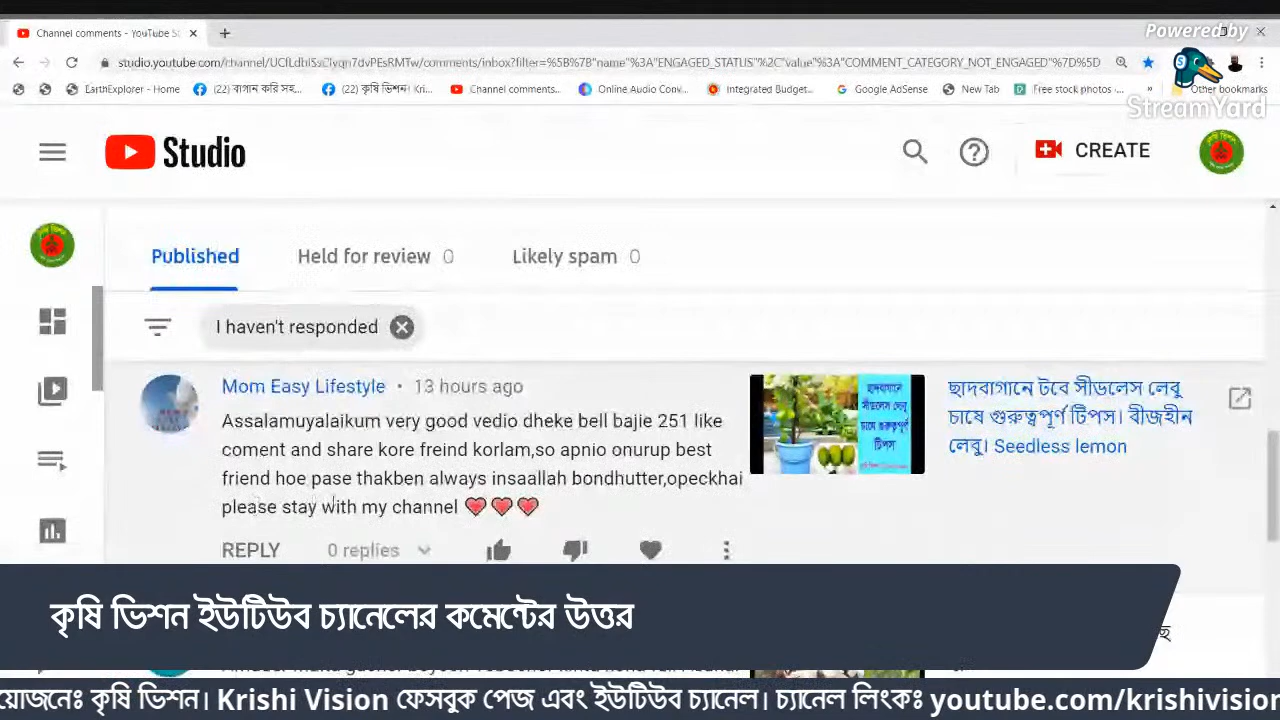 Channel comments - YouTube St
Powered by
studio.youtube.com/channel/
Name"%3A"ENGAGED_STATUS"%2C"value"%3A"COMMENT_CATEGORY_NOT_ENGAGED"%7D%5D
EarthExplorer - Home
(22) বাগান করি সহ...
(22) কৃষি ভিশন। Kri...
Channel comments...
Online Audio Conv...
Integrated Budget...
Google AdSense
New Tab
Free stock photos ·...
»
Other bookmarks
StreamYard
Studio
CREATE
Published
Held for review 0
Likely spam 0
I haven't responded
Mom Easy Lifestyle • 13 hours ago
Assalamuyalaikum very good vedio dheke bell bajie 251 like
coment and share kore freind korlam,so apnio onurup best
friend hoe pase thakben always insaallah bondhutter,opeckhai
please stay with my channel ❤❤❤
ছাদবাগানে
সীডলেস লেবু
চাষে গুরুত্বপূর্ণ
টিপস
ছাদবাগানে টবে সীডলেস লেবু
চাষে গুরুত্বপূর্ণ টিপস। বীজহীন
লেবু। Seedless lemon
REPLY 0 replies
কৃষি ভিশন ইউটিউব চ্যানেলের কমেন্টের উত্তর
য়োজনেঃ কৃষি ভিশন। Krishi Vision ফেসবুক পেজ এবং ইউটিউব চ্যানেল। চ্যানেল লিংকঃ youtube.com/krishivision